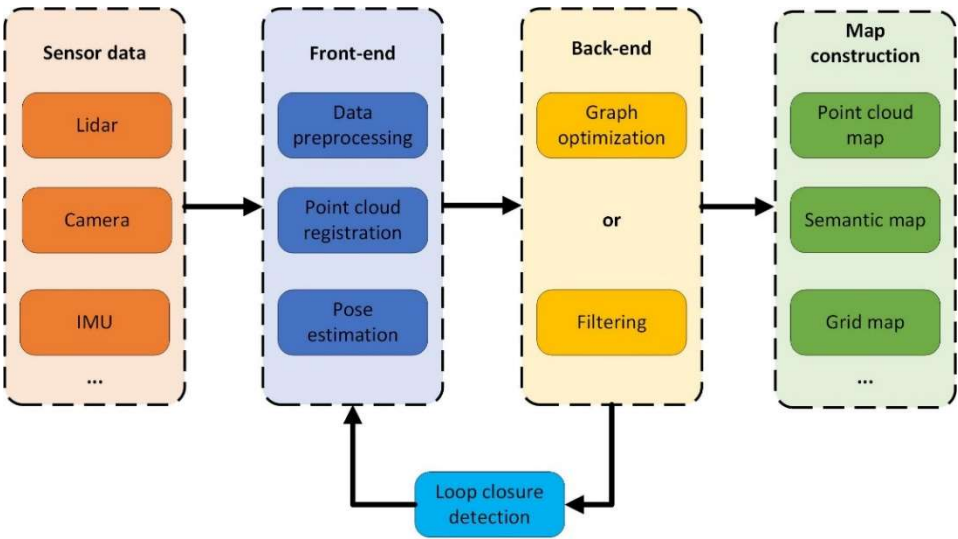 Sensor data
Lidar
Camera
IMU
...
Front-end
Data
preprocessing
Point cloud
registration
Pose
estimation
Back-end
Graph
optimization
or
Filtering
Map
construction
Point cloud
map
Semantic map
Grid map
...
Loop closure
detection